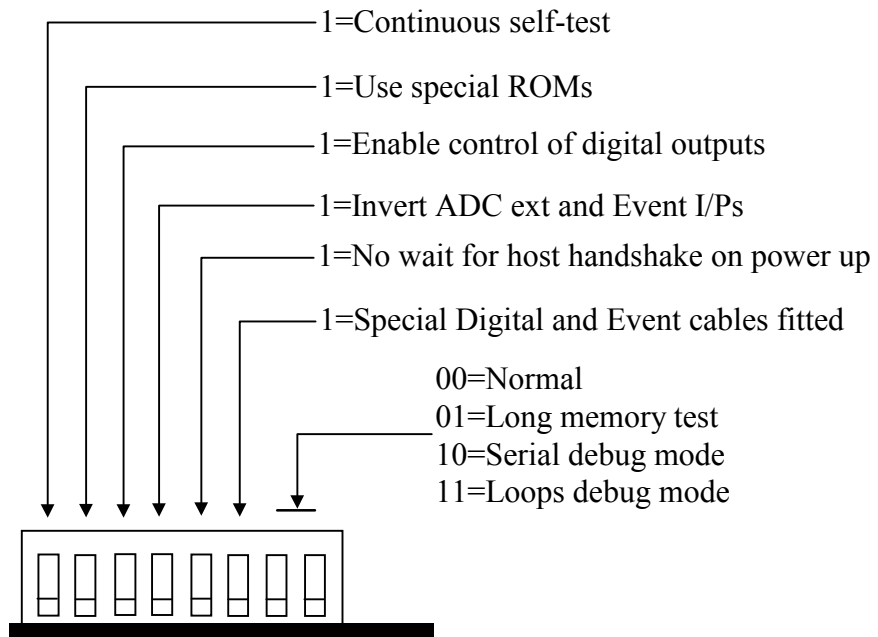 1=Continuous self-test
1=Use special ROMs
1=Enable control of digital outputs
1=Invert ADC ext and Event I/Ps
1=No wait for host handshake on power up
1=Special Digital and Event cables fitted
00=Normal
01=Long memory test
10=Serial debug mode
11=Loops debug mode